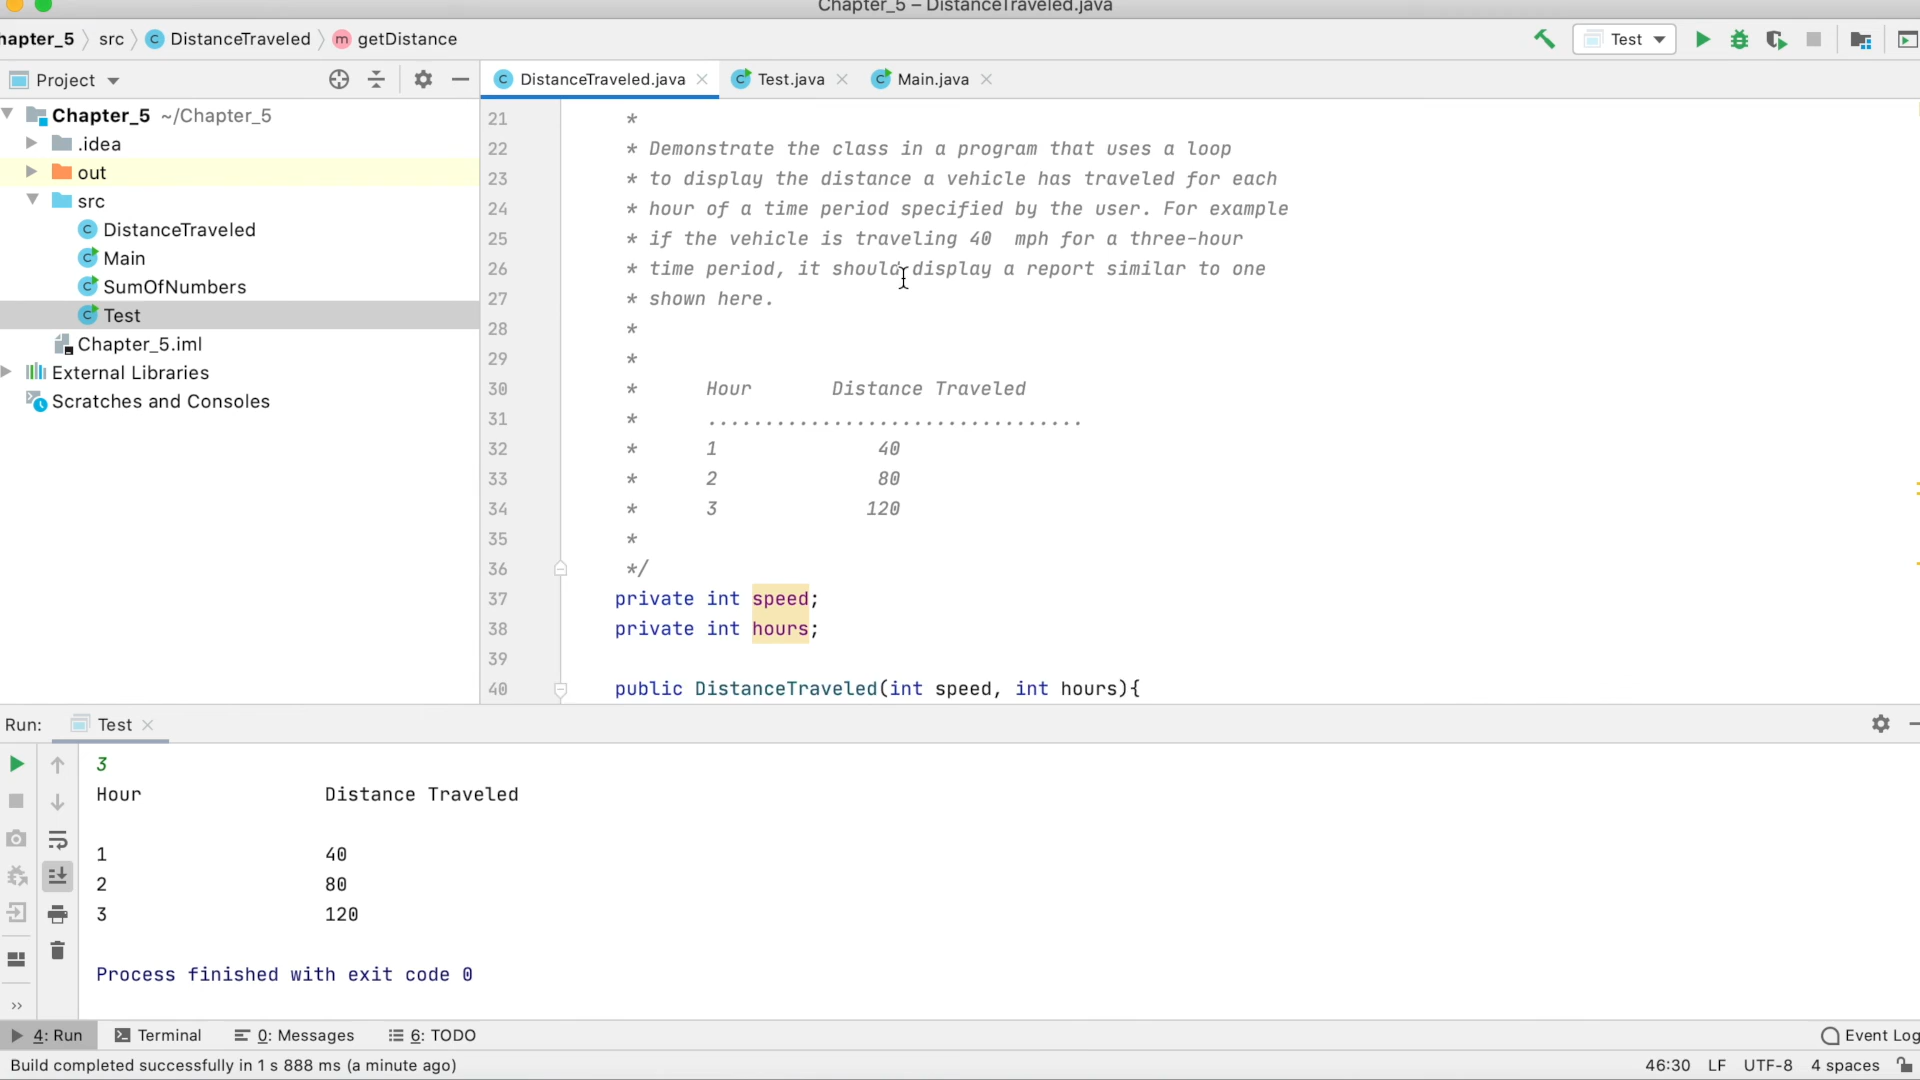 Chapter_5 – DistanceTraveled.java
hapter_5 src DistanceTraveled m getDistance
Test
Project
DistanceTraveled.java
Test.java
Main.java
Chapter_5 ~/Chapter_5
.idea
out
src
DistanceTraveled
Main
SumOfNumbers
Test
Chapter_5.iml
External Libraries
Scratches and Consoles
21 *
22 * Demonstrate the class in a program that uses a loop
23 * to display the distance a vehicle has traveled for each
24 * hour of a time period specified by the user. For example
25 * if the vehicle is traveling 40  mph for a three-hour
26 * time period, it should display a report similar to one
27 * shown here.
28 *
29 *
30 * Hour Distance Traveled
31 * .................................
32 * 1 40
33 * 2 80
34 * 3 120
35 *
36 */
37 private int speed;
38 private int hours;
39
40 public DistanceTraveled(int speed, int hours){
Run: Test
3
Hour Distance Traveled
1 40
2 80
3 120
Process finished with exit code 0
4: Run Terminal 0: Messages 6: TODO Event Log
Build completed successfully in 1 s 888 ms (a minute ago) 46:30 LF UTF-8 4 spaces